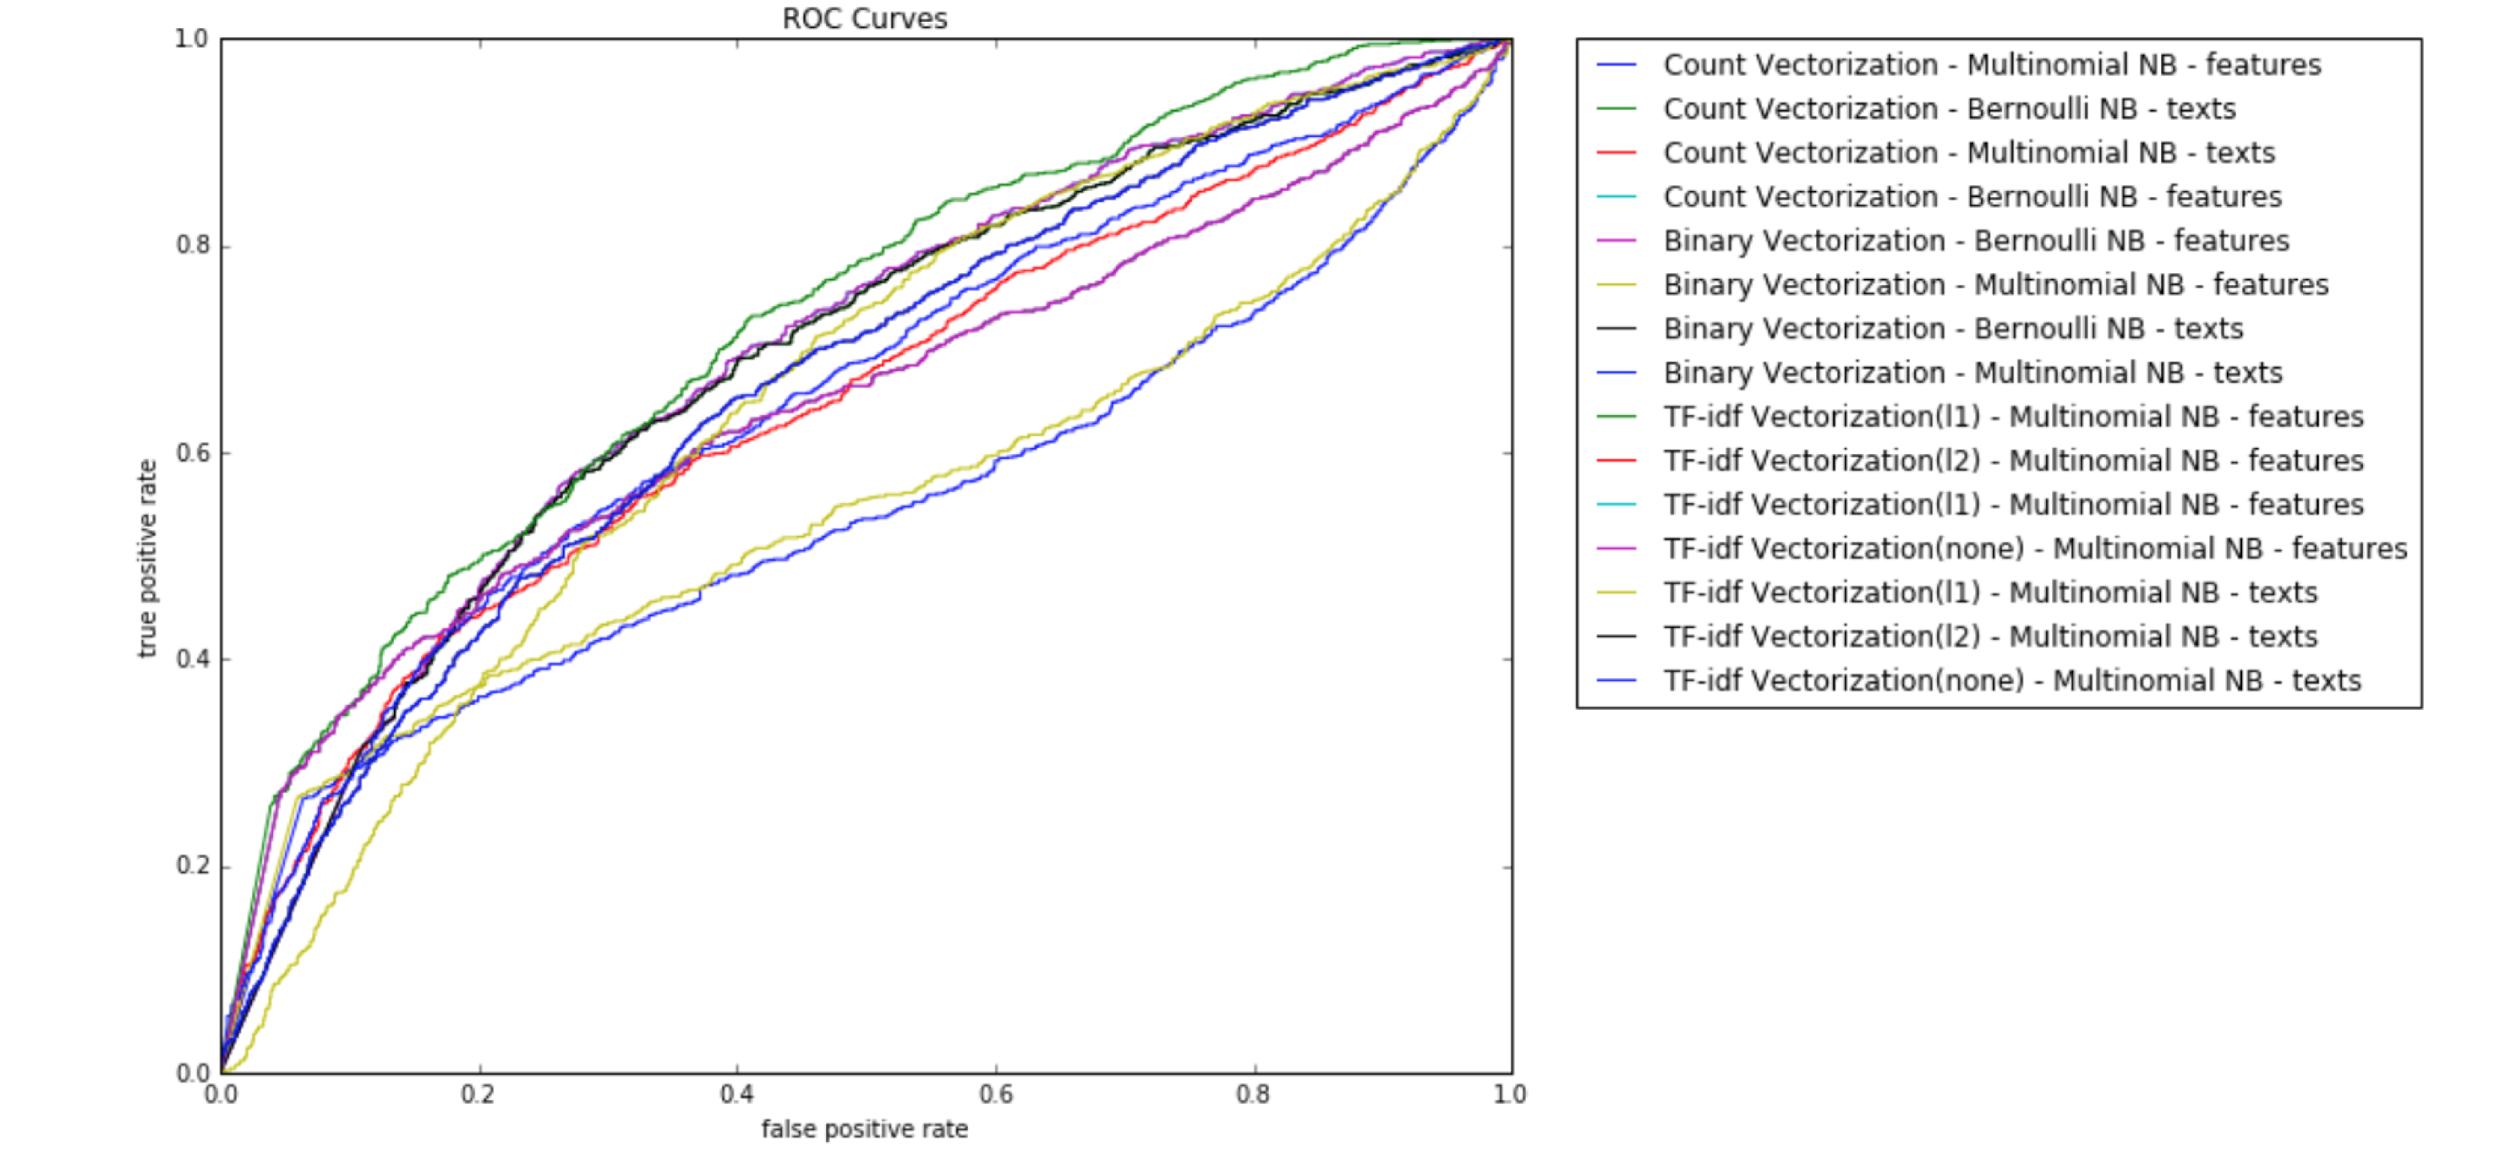 ROC Curves
1.0
0.8
0.6
0.4
0.2
0.0
true positive rate
0.0 0.2 0.4 0.6 0.8 1.0
false positive rate
Count Vectorization - Multinomial NB - features
Count Vectorization - Bernoulli NB - texts
Count Vectorization - Multinomial NB - texts
Count Vectorization - Bernoulli NB - features
Binary Vectorization - Bernoulli NB - features
Binary Vectorization - Multinomial NB - features
Binary Vectorization - Bernoulli NB - texts
Binary Vectorization - Multinomial NB - texts
TF-idf Vectorization(l1) - Multinomial NB - features
TF-idf Vectorization(l2) - Multinomial NB - features
TF-idf Vectorization(l1) - Multinomial NB - features
TF-idf Vectorization(none) - Multinomial NB - features
TF-idf Vectorization(l1) - Multinomial NB - texts
TF-idf Vectorization(l2) - Multinomial NB - texts
TF-idf Vectorization(none) - Multinomial NB - texts